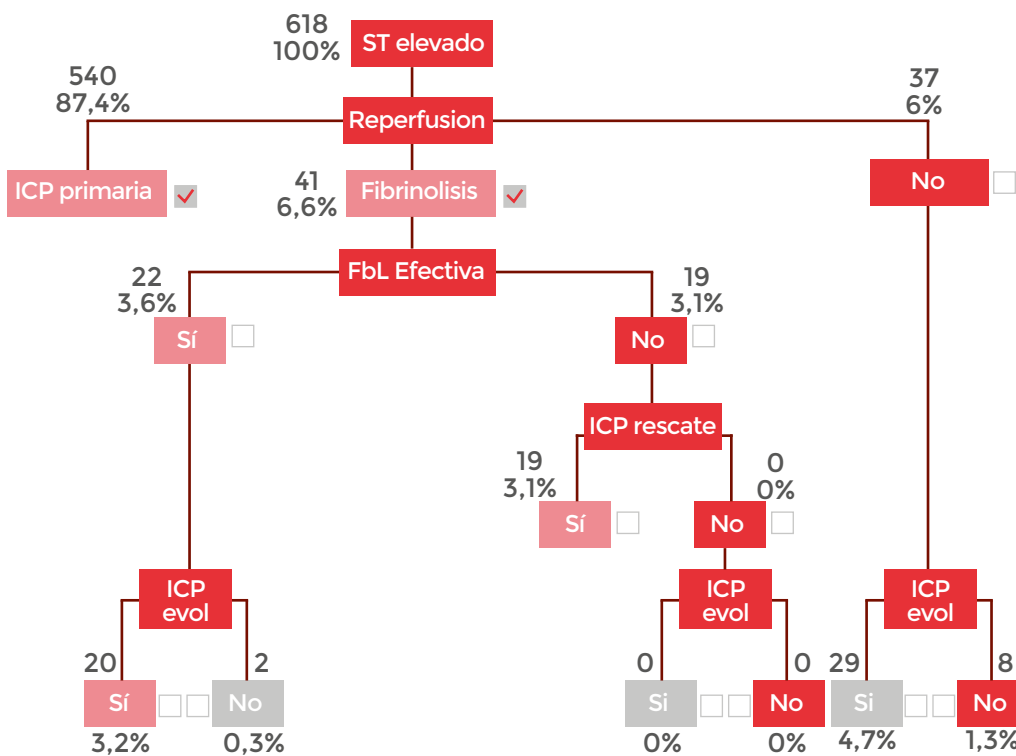 618
100%
ST elevado
540
87,4%
Reperfusion
37
6%
ICP primaria
41
6,6%
Fibrinolisis
No
FbL Efectiva
22
3,6%
19
3,1%
Sí
No
ICP rescate
19
3,1%
0
0%
Sí
No
ICP
evol
ICP
evol
ICP
evol
20
2
0
0
29
8
Sí
No
Si
No
Si
No
3,2%
0,3%
0%
0%
4,7%
1,3%